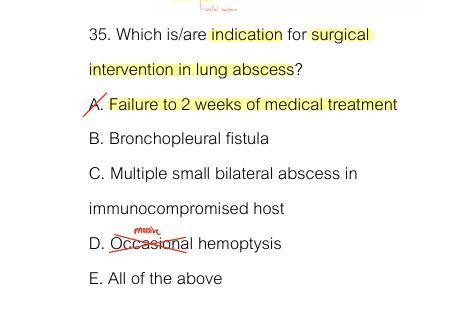 35. Which is/are indication for surgical
intervention in lung abscess?
A. Failure to 2 weeks of medical treatment
B. Bronchopleural fistula
C. Multiple small bilateral abscess in
immunocompromised host
massive
D. Occasional hemoptysis
E. All of the above